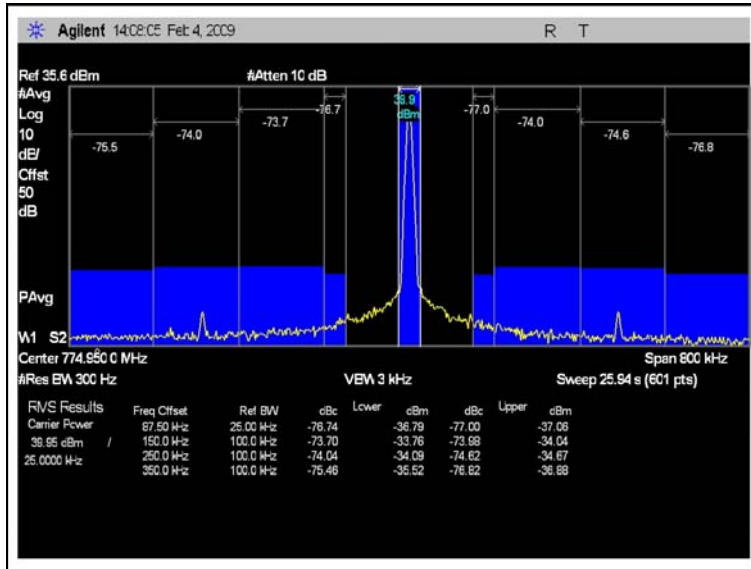 Agilent 14:08:05 Feb 4, 2009 R T
Ref 35.6 dBm #Atten 10 dB
#Avg
Log
10
dB/
Offst
50
dB
39.9
dBm
-75.5 -74.0 -73.7 -76.7 -77.0 -74.0 -74.6 -76.8
PAvg
W1 S2
Center 774.950 0 MHz Span 800 kHz
#Res BW 300 Hz VBW 3 kHz Sweep 25.94 s (601 pts)
RMS Results Freq Offset Ref BW dBc Lower dBm dBc Upper dBm
Carrier Power 87.50 kHz 25.00 kHz -76.74 -36.79 -77.00 -37.06
39.95 dBm / 150.0 kHz 100.0 kHz -73.70 -33.76 -73.98 -34.04
25.0000 kHz 250.0 kHz 100.0 kHz -74.04 -34.09 -74.62 -34.67
350.0 kHz 100.0 kHz -75.46 -35.52 -76.82 -36.88